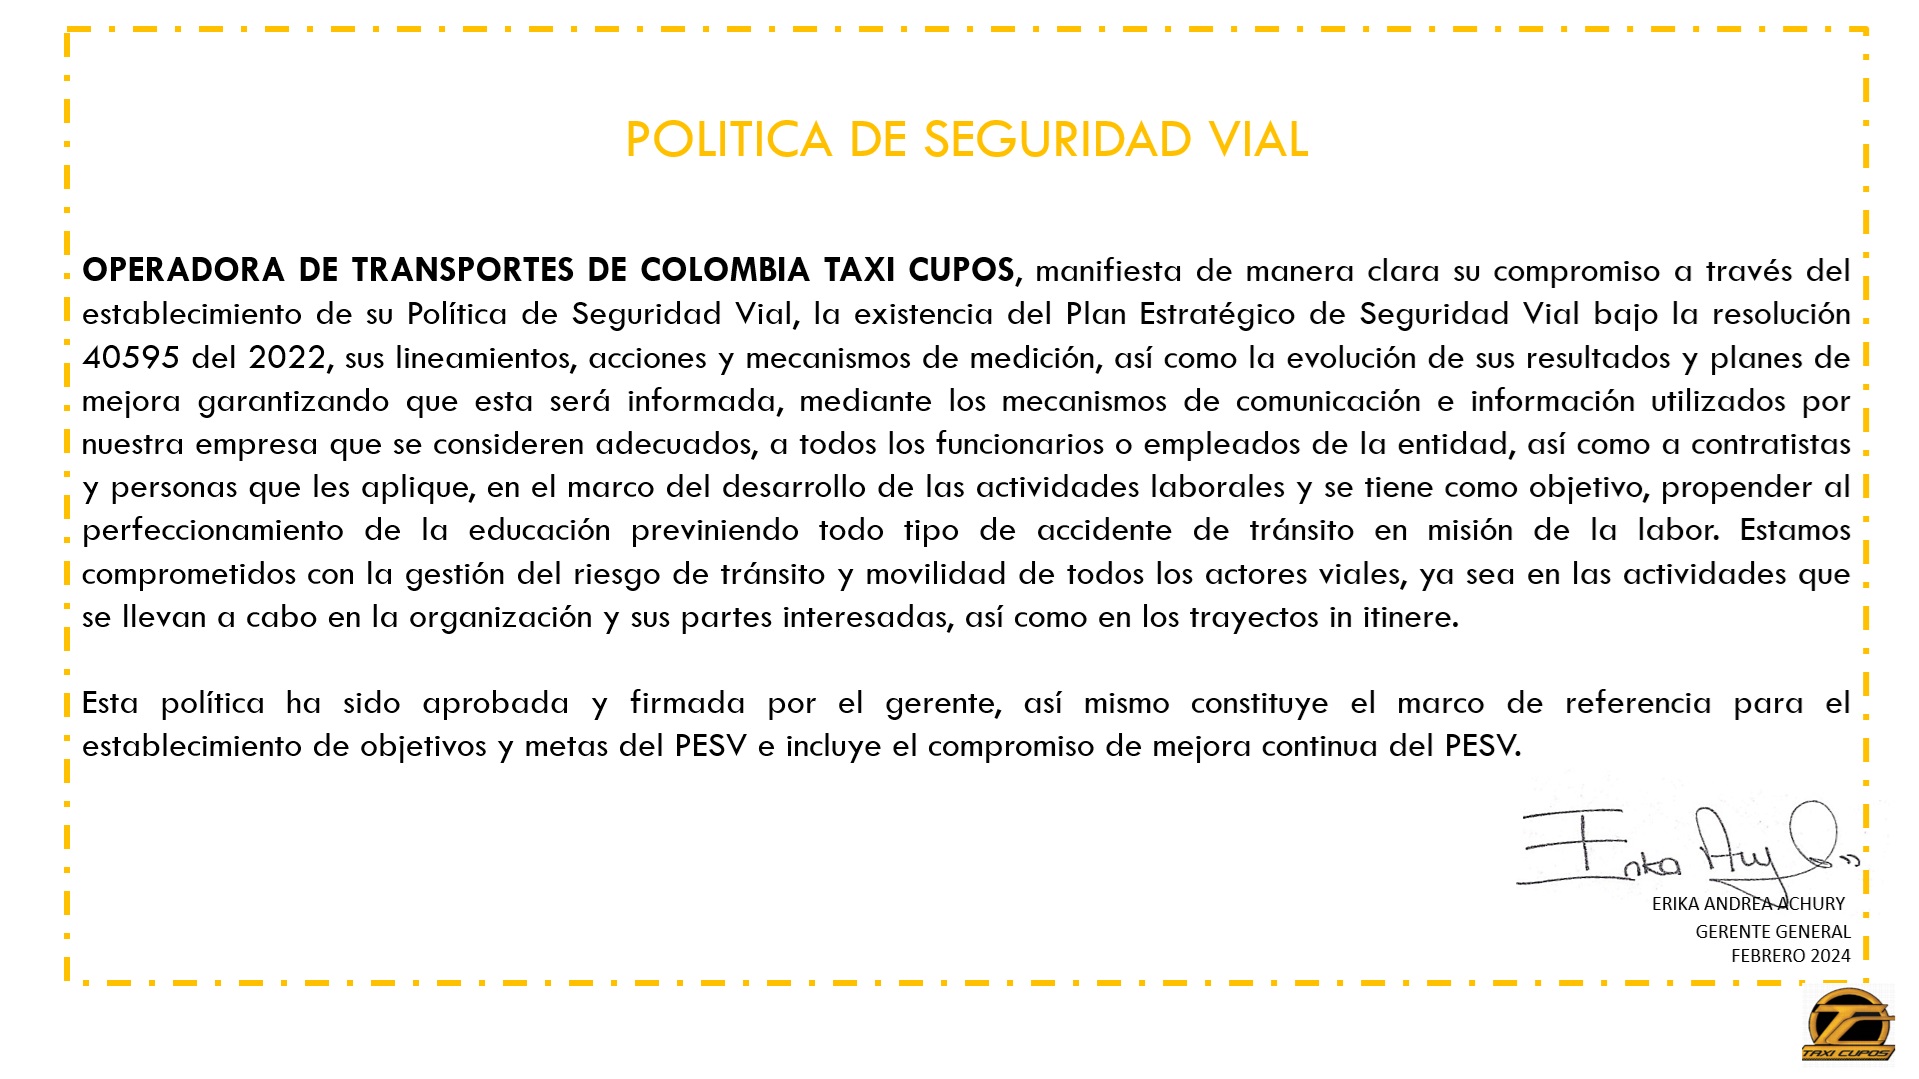 POLITICA DE SEGURIDAD VIAL
OPERADORA DE TRANSPORTES DE COLOMBIA TAXI CUPOS, manifiesta de manera clara su compromiso a través del
establecimiento de su Política de Seguridad Vial, la existencia del Plan Estratégico de Seguridad Vial bajo la resolución
40595 del 2022, sus lineamientos, acciones y mecanismos de medición, así como la evolución de sus resultados y planes de
mejora garantizando que esta será informada, mediante los mecanismos de comunicación e información utilizados por
nuestra empresa que se consideren adecuados, a todos los funcionarios o empleados de la entidad, así como a contratistas
y personas que les aplique, en el marco del desarrollo de las actividades laborales y se tiene como objetivo, propender al
perfeccionamiento de la educación previniendo todo tipo de accidente de tránsito en misión de la labor. Estamos
comprometidos con la gestión del riesgo de tránsito y movilidad de todos los actores viales, ya sea en las actividades que
se llevan a cabo en la organización y sus partes interesadas, así como en los trayectos in itinere.
Esta política ha sido aprobada y firmada por el gerente, así mismo constituye el marco de referencia para el
establecimiento de objetivos y metas del PESV e incluye el compromiso de mejora continua del PESV.
Erika
ERIKA ANDREA ACHURY
GERENTE GENERAL
FEBRERO 2024
TAXI CUPOS